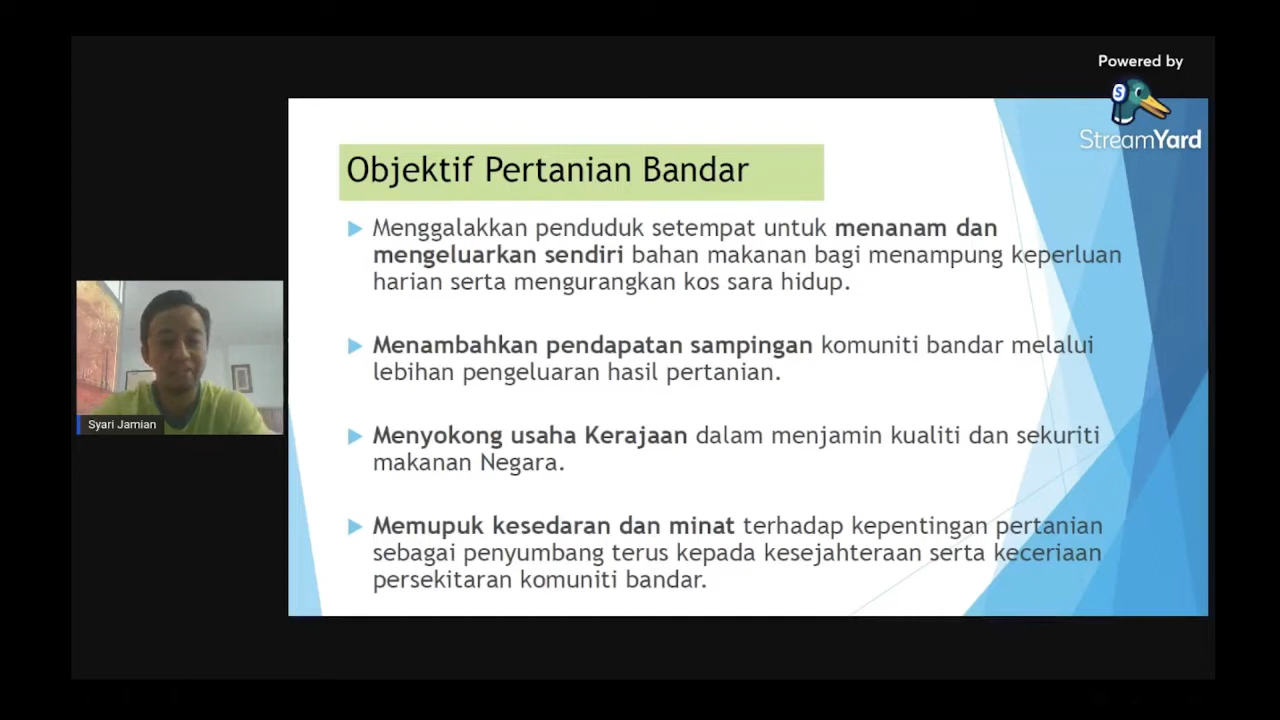 Powered by
S
StreamYard
Objektif Pertanian Bandar
Menggalakkan penduduk setempat untuk menanam dan
mengeluarkan sendiri bahan makanan bagi menampung keperluan
harian serta mengurangkan kos sara hidup.
Menambahkan pendapatan sampingan komuniti bandar melalui
lebihan pengeluaran hasil pertanian.
Menyokong usaha Kerajaan dalam menjamin kualiti dan sekuriti
makanan Negara.
Memupuk kesedaran dan minat terhadap kepentingan pertanian
sebagai penyumbang terus kepada kesejahteraan serta keceriaan
persekitaran komuniti bandar.
Syari Jamian